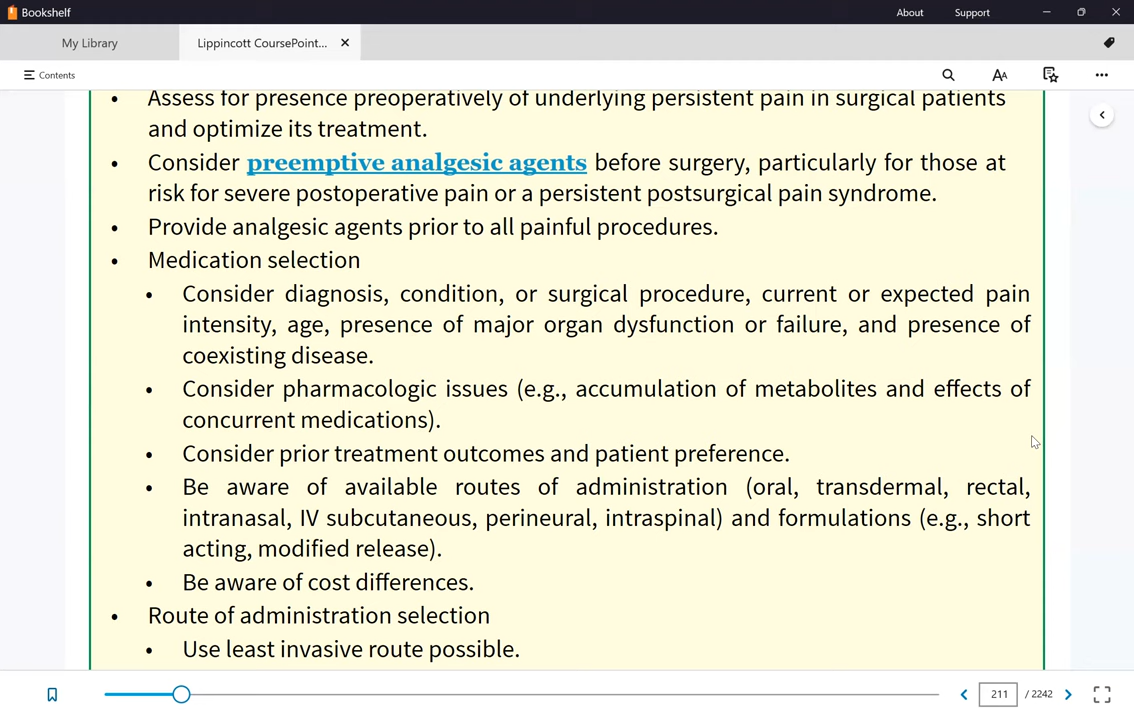 Bookshelf
About
Support
My Library
Lippincott CoursePoint...
Contents
• Assess for presence preoperatively of underlying persistent pain in surgical patients
and optimize its treatment.
• Consider preemptive analgesic agents before surgery, particularly for those at
risk for severe postoperative pain or a persistent postsurgical pain syndrome.
• Provide analgesic agents prior to all painful procedures.
• Medication selection
• Consider diagnosis, condition, or surgical procedure, current or expected pain
intensity, age, presence of major organ dysfunction or failure, and presence of
coexisting disease.
• Consider pharmacologic issues (e.g., accumulation of metabolites and effects of
concurrent medications).
• Consider prior treatment outcomes and patient preference.
• Be aware of available routes of administration (oral, transdermal, rectal,
intranasal, IV subcutaneous, perineural, intraspinal) and formulations (e.g., short
acting, modified release).
• Be aware of cost differences.
• Route of administration selection
• Use least invasive route possible.
211 / 2242